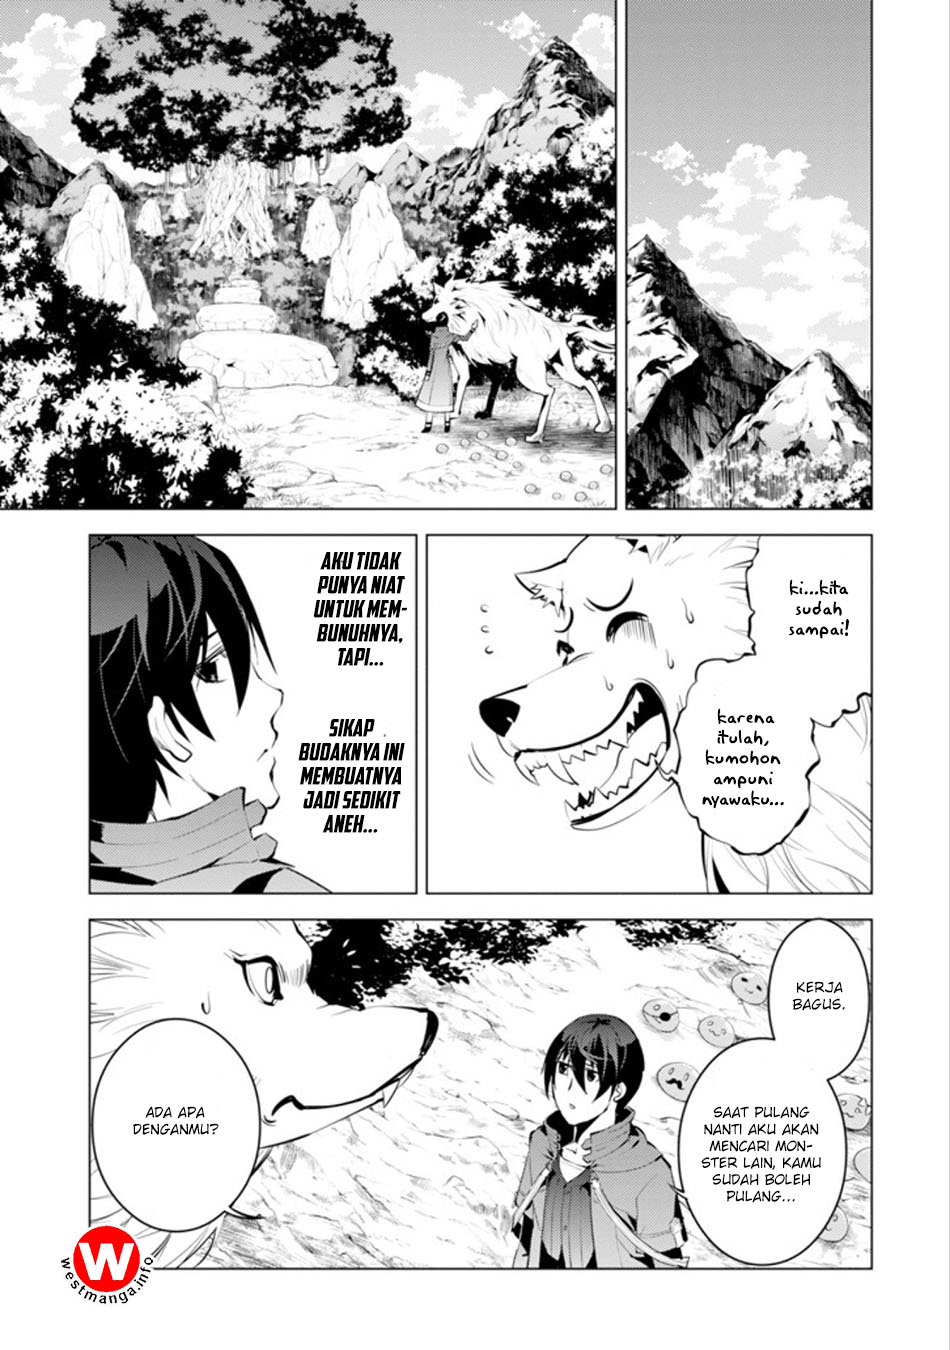 ki...kita
sudah
sampai!
karena
itulah,
kumohon
ampuni
nyawaku...
AKU TIDAK
PUNYA NIAT
UNTUK MEM-
BUNUHNYA,
TAPI...
SIKAP
BUDAKNYA INI
MEMBUATNYA
JADI SEDIKIT
ANEH...
KERJA
BAGUS.
SAAT PULANG
NANTI AKU AKAN
MENCARI MON-
STER LAIN, KAMU
SUDAH BOLEH
PULANG...
ADA APA
DENGANMU?
W
westmanga.info